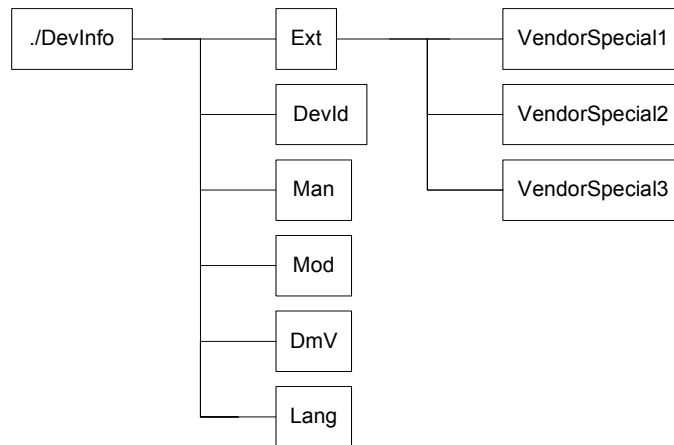 ./DevInfo
Ext
VendorSpecial1
DevId
VendorSpecial2
Man
VendorSpecial3
Mod
DmV
Lang